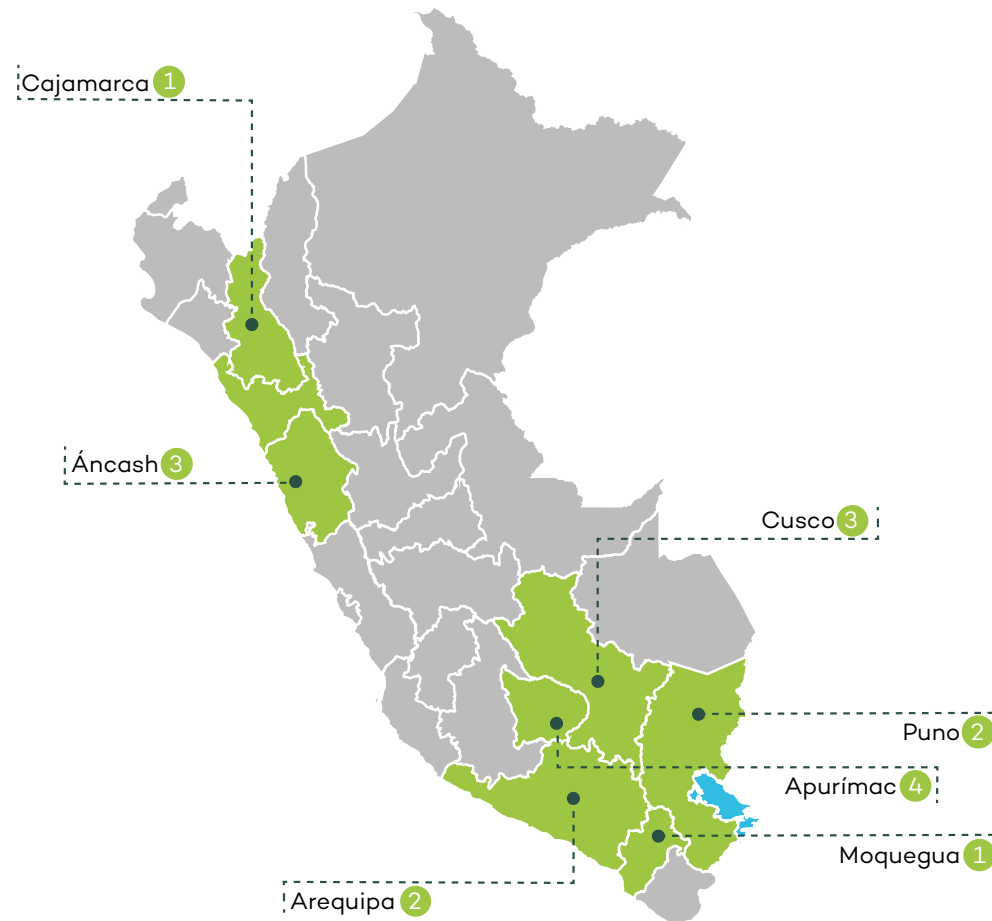 Cajamarca 1
Áncash 3
Cusco 3
Puno 2
Apurímac 4
Moquegua 1
Arequipa 2